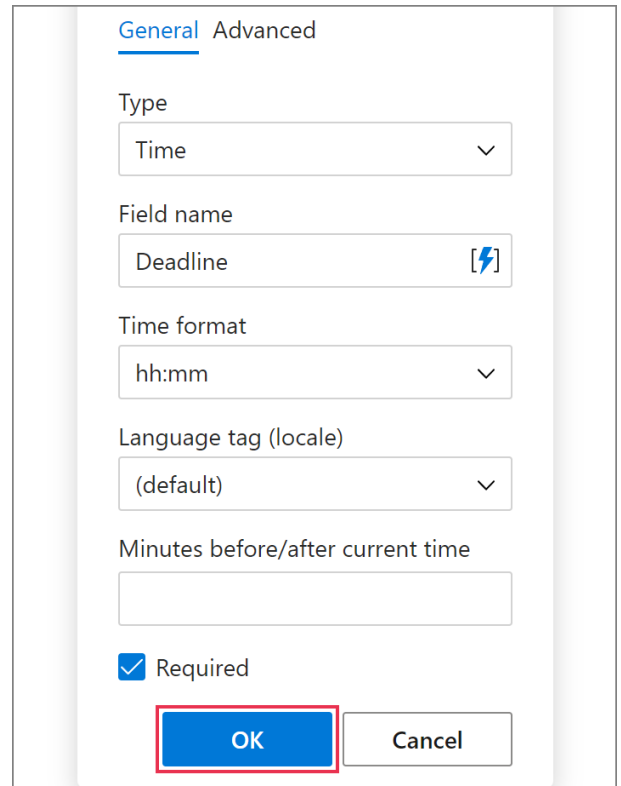 General Advanced
Type
Time
Field name
Deadline
Time format
hh:mm
Language tag (locale)
(default)
Minutes before/after current time
Required
OK Cancel